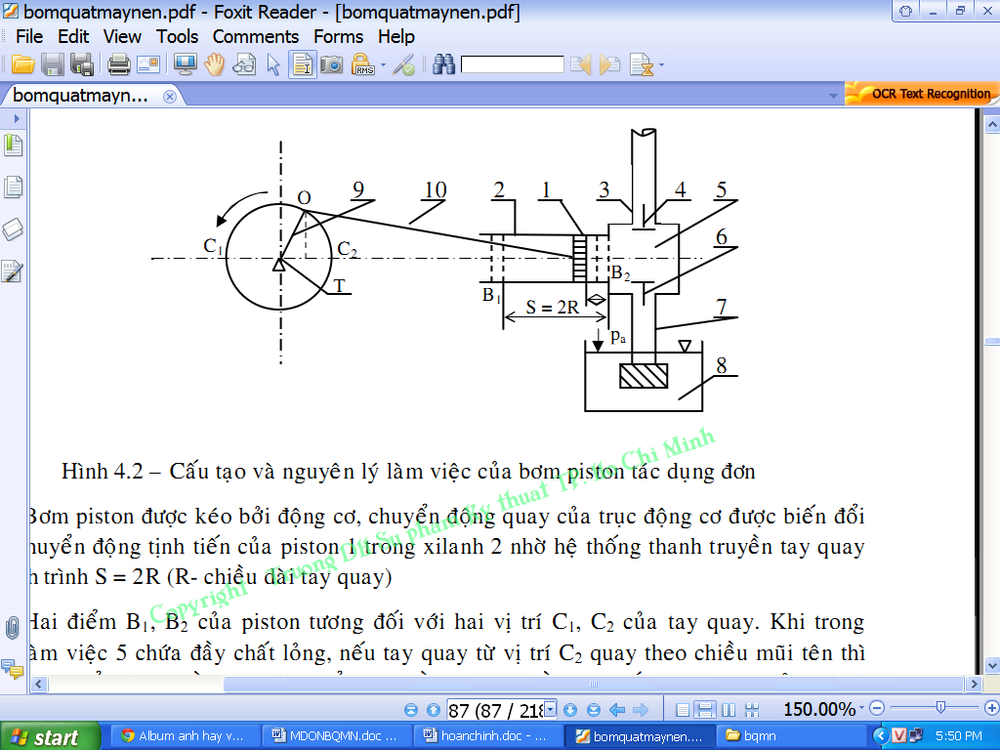 bomquatmaynen.pdf - Foxit Reader - [bomquatmaynen.pdf]
File Edit View Tools Comments Forms Help
RMS
bomquatmayn... OCR Text Recognition
9 10 2 1 3 4 5
O
C1 C2
6
B2
T
B1
S = 2R
7
pa
8
Hình 4.2 – Cấu tạo và nguyên lý làm việc của bơm piston tác dụng đơn
Bơm piston được kéo bởi động cơ, chuyển động quay của trục động cơ được biến đổi
huyển động tịnh tiến của piston 1 trong xilanh 2 nhờ hệ thống thanh truyền tay quay
h trình S = 2R (R- chiều dài tay quay)
Hai điểm B1, B2 của piston tương đối với hai vị trí C1, C2 của tay quay. Khi trong
àm việc 5 chứa đầy chất lỏng, nếu tay quay từ vị trí C2 quay theo chiều mũi tên thì
Copyright Truong DH Su pham Ky thuat TP. Ho Chi Minh
87 (87 / 218 150.00%
start Album anh hay v... MDONBQMN.doc ... hoanchinh.doc - ... bomquatmaynen.... bqmn V 5:50 PM